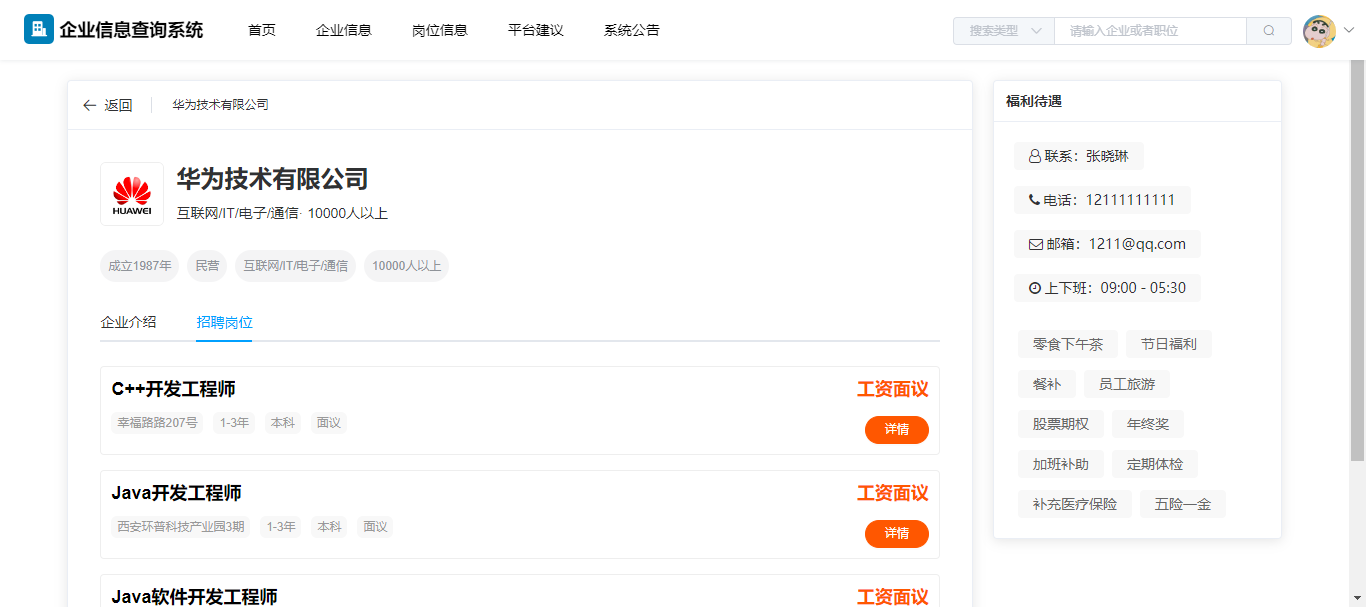 企业信息查询系统 首页 企业信息 岗位信息 平台建议 系统公告 搜索类型 请输入企业或者职位
返回 华为技术有限公司
HUAWEI
华为技术有限公司
互联网/IT/电子/通信· 10000人以上
成立1987年 民营 互联网/IT/电子/通信 10000人以上
企业介绍 招聘岗位
C++开发工程师 工资面议
幸福路路207号 1-3年 本科 面议 详情
Java开发工程师 工资面议
西安环普科技产业园3期 1-3年 本科 面议 详情
Java软件开发工程师 工资面议
福利待遇
联系：张晓琳
电话：12111111111
邮箱：1211@qq.com
上下班：09:00 - 05:30
零食下午茶 节日福利
餐补 员工旅游
股票期权 年终奖
加班补助 定期体检
补充医疗保险 五险一金